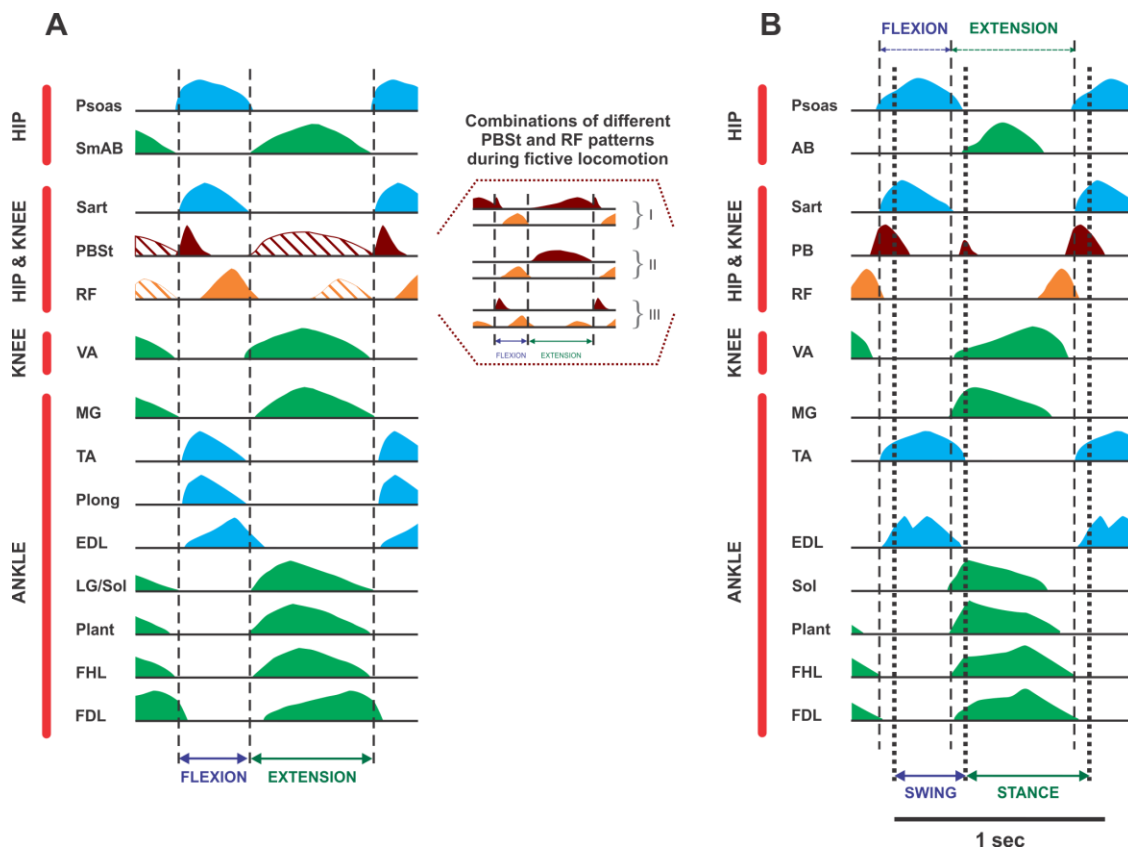 A
HIP
Psoas
SmAB
HIP & KNEE
Sart
PBSt
RF
KNEE
VA
ANKLE
MG
TA
Plong
EDL
LG/Sol
Plant
FHL
FDL
FLEXION
EXTENSION
Combinations of different
PBSt and RF patterns
during fictive locomotion
I
II
III
FLEXION
EXTENSION
B
FLEXION
EXTENSION
HIP
Psoas
AB
HIP & KNEE
Sart
PB
RF
KNEE
VA
ANKLE
MG
TA
EDL
Sol
Plant
FHL
FDL
SWING
STANCE
1 sec